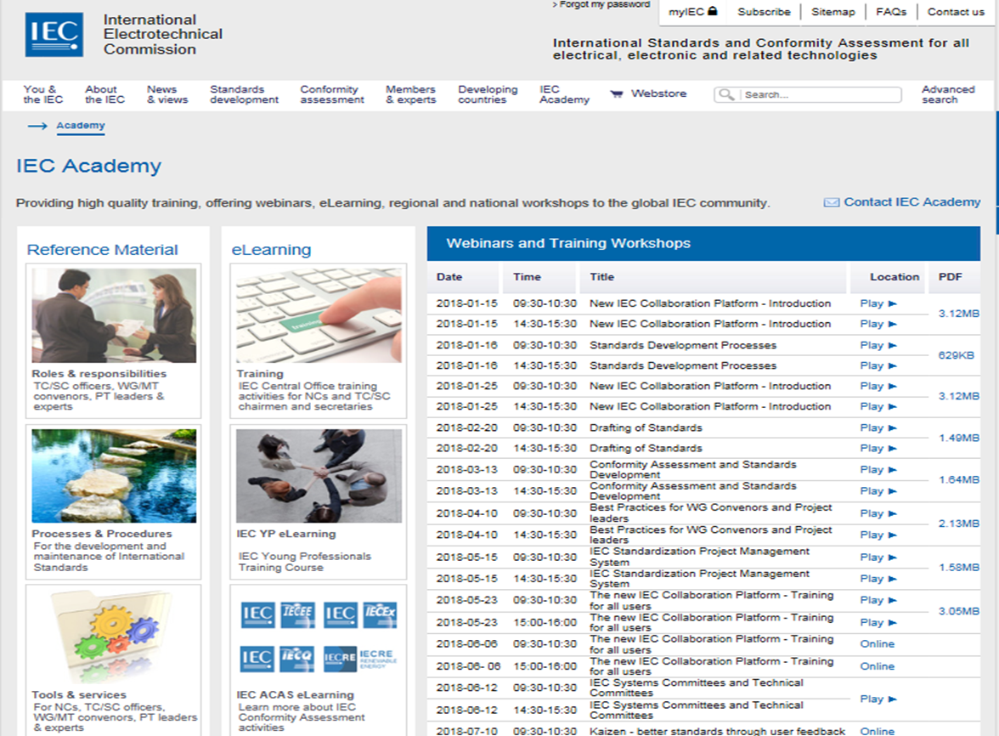 > Forgot my password
myIEC
Subscribe
Sitemap
FAQs
Contact us
IEC
International
Electrotechnical
Commission
International Standards and Conformity Assessment for all
electrical, electronic and related technologies
You &
the IEC
About
the IEC
News
& views
Standards
development
Conformity
assessment
Members
& experts
Developing
countries
IEC
Academy
Webstore
Search...
Advanced
search
Academy
IEC Academy
Providing high quality training, offering webinars, eLearning, regional and national workshops to the global IEC community.
Contact IEC Academy
Reference Material
Roles & responsibilities
TC/SC officers, WG/MT
convenors, PT leaders &
experts
Processes & Procedures
For the development and
maintenance of International
Standards
Tools & services
For NCs, TC/SC officers,
WG/MT convenors, PT leaders
& experts
eLearning
training
Training
IEC Central Office training
activities for NCs and TC/SC
chairmen and secretaries
IEC YP eLearning
IEC Young Professionals
Training Course
IEC IECEE IEC IECEx
IEC IECQ IECRE IECRE
RENEWABLE
ENERGY
IEC ACAS eLearning
Learn more about IEC
Conformity Assessment
activities
Webinars and Training Workshops
Date Time Title Location PDF
2018-01-15 09:30-10:30 New IEC Collaboration Platform - Introduction Play ►
3.12MB
2018-01-15 14:30-15:30 New IEC Collaboration Platform - Introduction Play ►
2018-01-16 09:30-10:30 Standards Development Processes Play ►
629KB
2018-01-16 14:30-15:30 Standards Development Processes Play ►
2018-01-25 09:30-10:30 New IEC Collaboration Platform - Introduction Play ►
3.12MB
2018-01-25 14:30-15:30 New IEC Collaboration Platform - Introduction Play ►
2018-02-20 09:30-10:30 Drafting of Standards Play ►
1.49MB
2018-02-20 14:30-15:30 Drafting of Standards Play ►
2018-03-13 09:30-10:30 Conformity Assessment and Standards
Development Play ►
1.64MB
2018-03-13 14:30-15:30 Conformity Assessment and Standards
Development Play ►
2018-04-10 09:30-10:30 Best Practices for WG Convenors and Project
leaders Play ►
2.13MB
2018-04-10 14:30-15:30 Best Practices for WG Convenors and Project
leaders Play ►
2018-05-15 09:30-10:30 IEC Standardization Project Management
System Play ►
1.58MB
2018-05-15 14:30-15:30 IEC Standardization Project Management
System Play ►
2018-05-23 09:30-10:30 The new IEC Collaboration Platform - Training
for all users Play ►
3.05MB
2018-05-23 15:00-16:00 The new IEC Collaboration Platform - Training
for all users Play ►
2018-06-06 09:30-10:30 The new IEC Collaboration Platform - Training
for all users Online
2018-06- 06 15:00-16:00 The new IEC Collaboration Platform - Training
for all users Online
2018-06-12 09:30-10:30 IEC Systems Committees and Technical
Committees
Play ►
2018-06-12 14:30-15:30 IEC Systems Committees and Technical
Committees
2018-07-10 09:30-10:30 Kaizen - better standards through user feedback Online